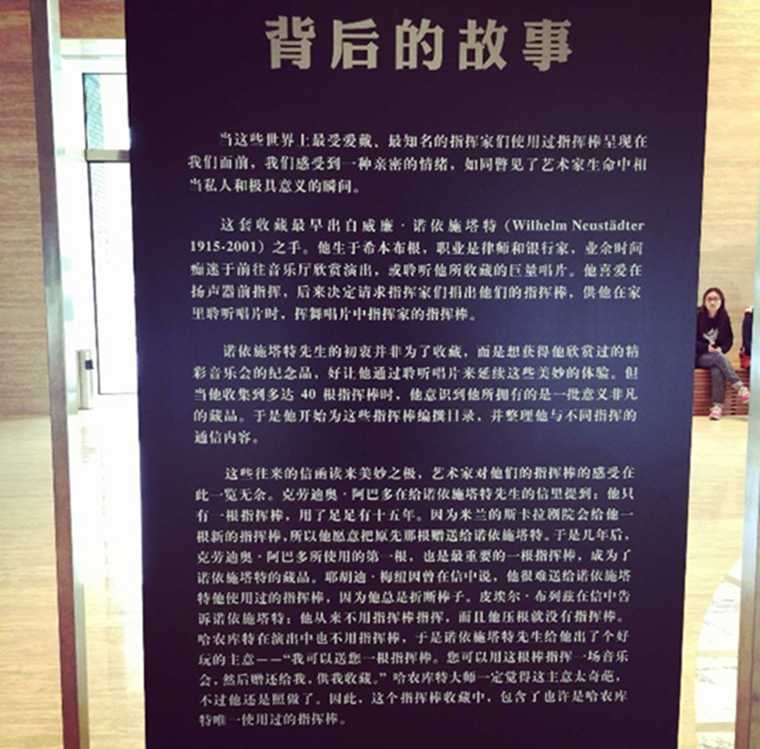 背后的故事
当这些世界上最受爱戴、最知名的指挥家们使用过指挥棒呈现在
我们面前，我们感受到一种亲密的情绪，如同瞥见了艺术家生命中相
当私人和极具意义的瞬间。
这套收藏最早出自威廉·诺依施塔特（Wilhelm Neustädter
1915-2001）之手。他生于希本布根，职业是律师和银行家，业余时间
痴迷于前往音乐厅欣赏演出，或聆听他所收藏的巨量唱片。他喜爱在
扬声器前指挥，后来决定请求指挥家们捐出他们的指挥棒，供他在家
里聆听唱片时，挥舞唱片中指挥家的指挥棒。
诺依施塔特先生的初衷并非为了收藏，而是想获得他欣赏过的精
彩音乐会的纪念品，好让他通过聆听唱片来延续这些美妙的体验。但
当他收集到多达 40 根指挥棒时，他意识到他所拥有的是一批意义非凡
的藏品。于是他开始为这些指挥棒编撰目录，并整理他与不同指挥的
通信内容。
这些往来的信函读来美妙之极，艺术家对他们的指挥棒的感受在
此一览无余。克劳迪奥·阿巴多在给诺依施塔特先生的信里提到：他只
有一根指挥棒，用了足足有十五年。因为米兰的斯卡拉剧院会给他一
根新的指挥棒，所以他愿意把原先那根赠送给诺依施塔特。于是几年后，
克劳迪奥·阿巴多所使用的第一根，也是最重要的一根指挥棒，成为了
诺依施塔特的藏品。耶胡迪·梅纽因曾在信中说，他很难送给诺依施塔
特他使用过的指挥棒，因为他总是折断棒子。皮埃尔·布列兹在信中告
诉诺依施塔特：他从来不用指挥棒指挥，而且他压根就没有指挥棒。
哈农库特在演出中也不用指挥棒，于是诺依施塔特先生给他出了个好
玩的主意——“我可以送您一根指挥棒。您可以用这根棒指挥一场音乐
会，然后赠还给我，供我收藏。”哈农库特大师一定觉得这主意太奇葩，
不过他还是照做了。因此，这个指挥棒收藏中，包含了也许是哈农库
特唯一使用过的指挥棒。